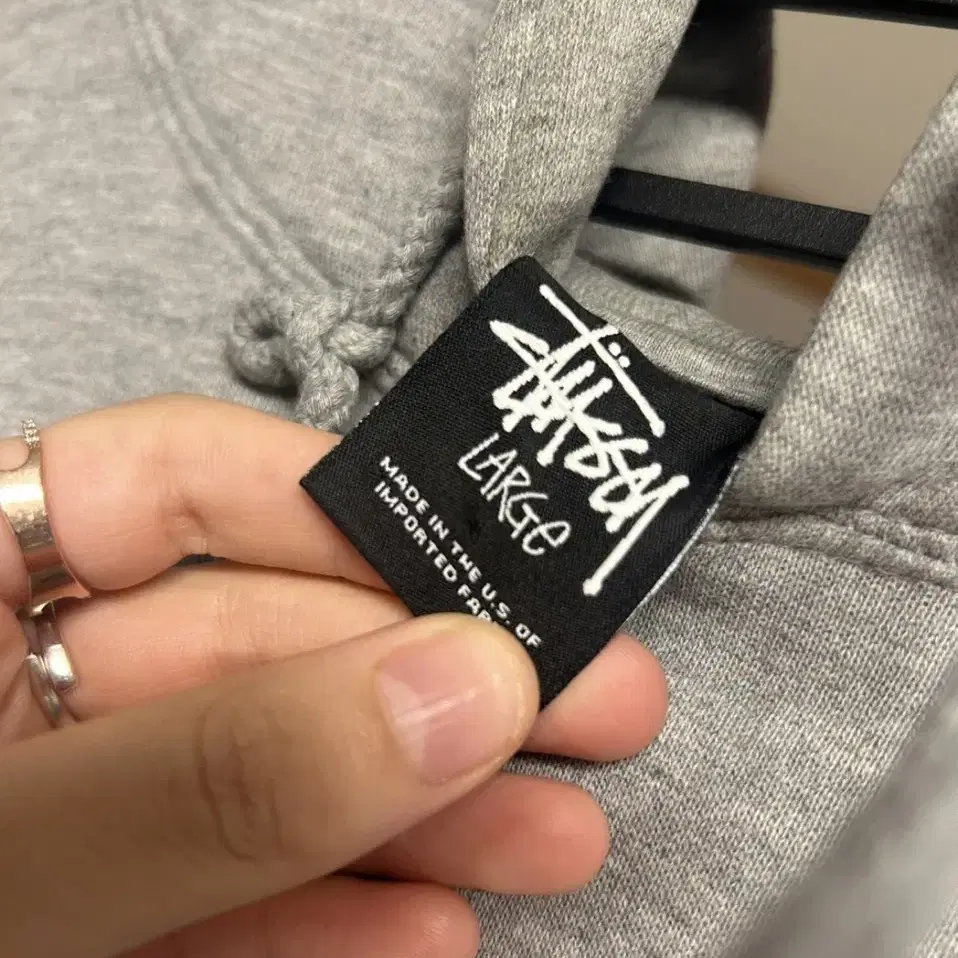 Stüssy
LARGE
MADE IN THE U.S. OF
IMPORTED